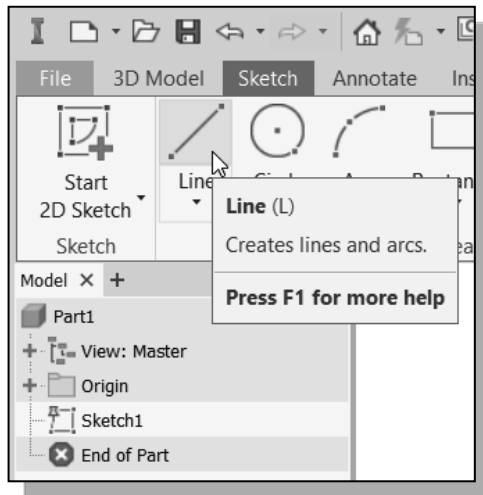 File 3D Model Sketch Annotate
Start
2D Sketch
Line
Sketch
Line (L)
Creates lines and arcs.
Press F1 for more help
Model
Part1
View: Master
Origin
Sketch1
End of Part